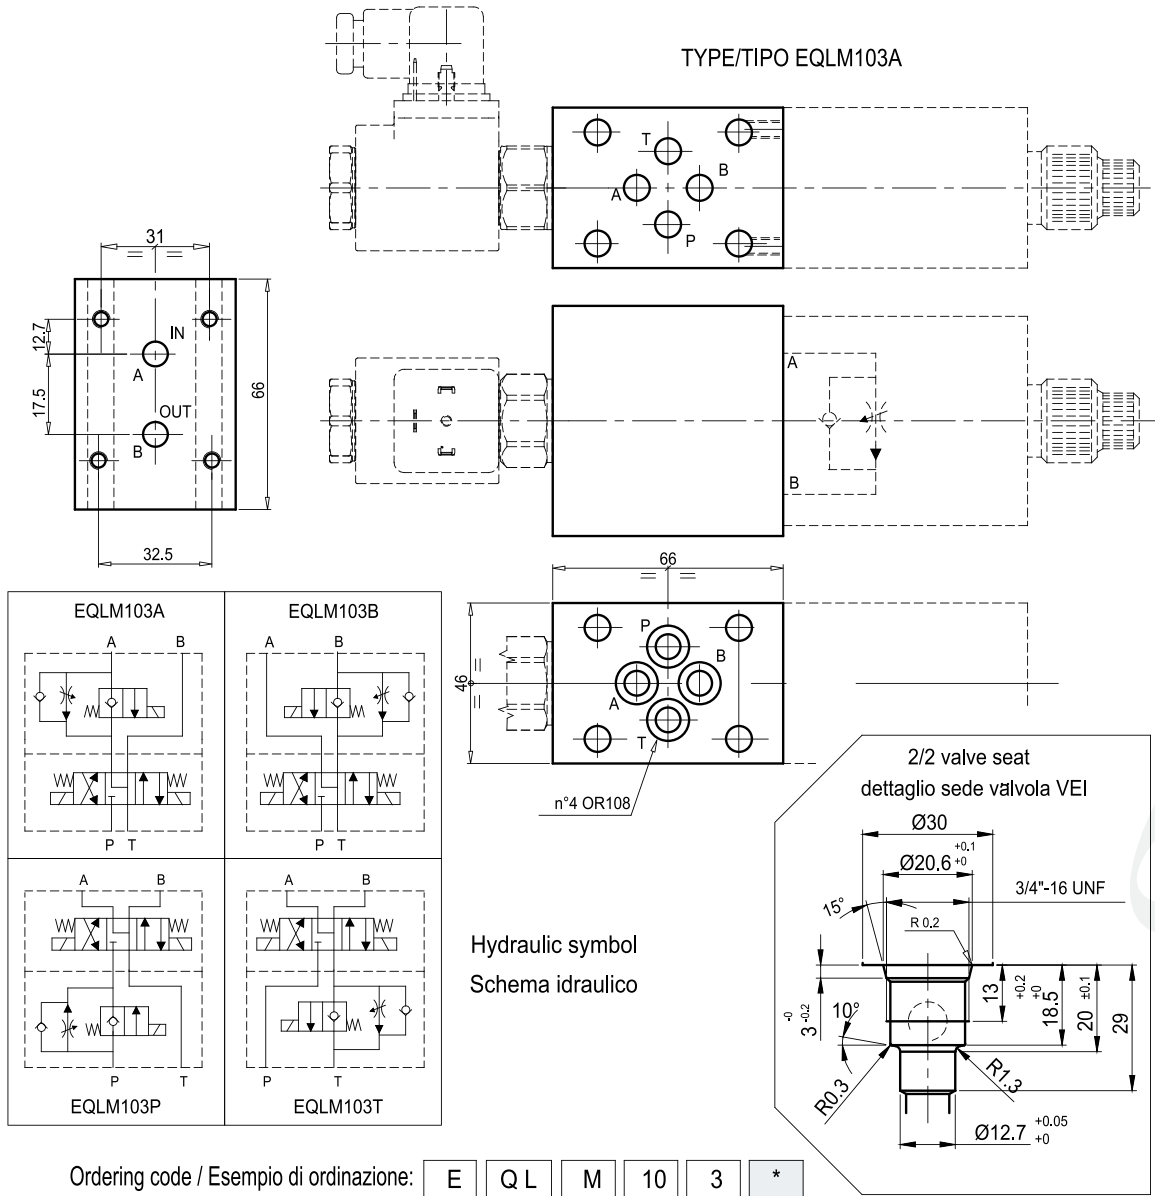 TYPE/TIPO EQLM103A
T
A
B
P
31
= =
12.7
17.5
IN
A
OUT
B
66
32.5
A
B
66
= =
46
= =
P
B
A
T
n°4 OR108
EQLM103A
A B
P T
EQLM103B
A B
P T
A B
P T
EQLM103P
A B
P T
EQLM103T
Hydraulic symbol
Schema idraulico
2/2 valve seat
dettaglio sede valvola VEI
Ø30
Ø20.6 +0.1 +0
3/4"-16 UNF
15°
R 0.2
3 -0 -0.2
10°
13
18.5 +0.2 +0
20 ±0.1
29
R0.3
R1.3
Ø12.7 +0.05 +0
Ordering code / Esempio di ordinazione: E QL M 10 3 *